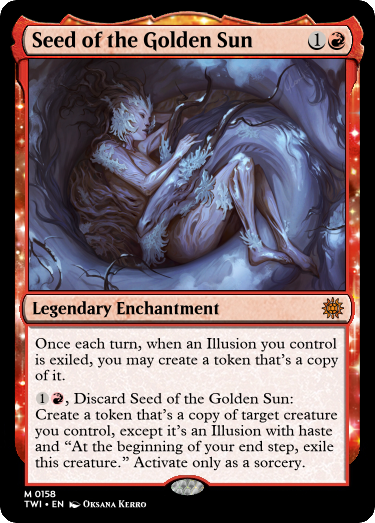 Seed of the Golden Sun 1
Legendary Enchantment
Once each turn, when an Illusion you control
is exiled, you may create a token that's a copy
of it.
1, Discard Seed of the Golden Sun:
Create a token that's a copy of target creature
you control, except it's an Illusion with haste
and “At the beginning of your end step, exile
this creature.” Activate only as a sorcery.
M 0158
TWI • EN Oksana Kerro